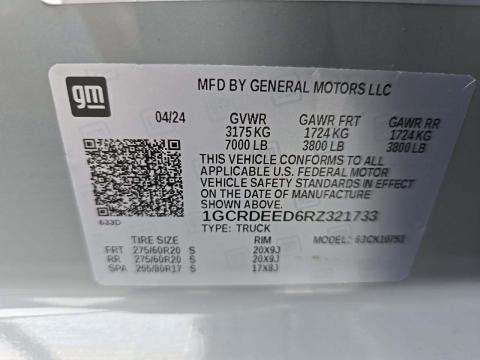 gm
MFD BY GENERAL MOTORS LLC
04/24 GVWR GAWR FRT GAWR RR
3175 KG 1724 KG 1724 KG
7000 LB 3800 LB 3800 LB
THIS VEHICLE CONFORMS TO ALL
APPLICABLE U.S. FEDERAL MOTOR
VEHICLE SAFETY STANDARDS IN EFFECT
ON THE DATE OF MANUFACTURE
SHOWN ABOVE.
1GCRDEED6RZ321733
TYPE: TRUCK MODEL:
TIRE SIZE RIM
FRT 275/60R20 S 20X9J
RR 275/60R20 S 20X9J
SPA 255/80R17 S 17X8J